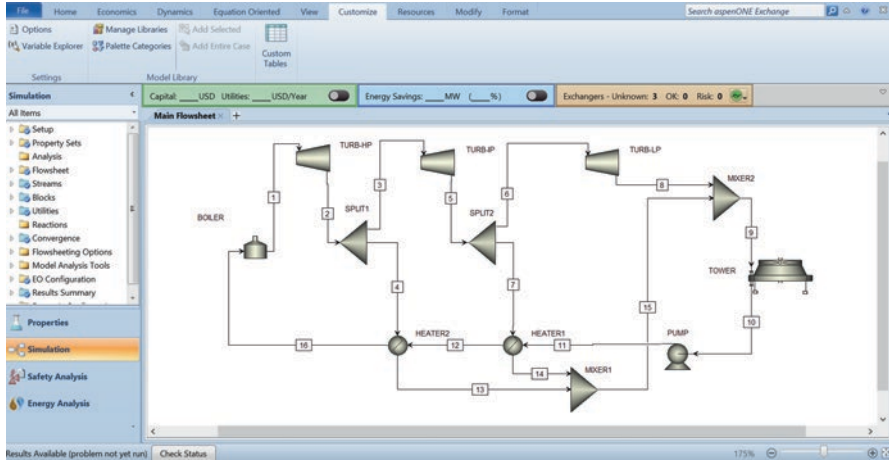 File Home Economics Dynamics Equation Oriented View Customize Resources Modify Format Search aspenONE Exchange
Options Manage Libraries Add Selected
Variable Explorer Palette Categories Add Entire Case Custom Tables
Settings Model Library
Simulation Capital: ___USD Utilities: ___USD/Year Energy Savings: ___MW (___%) Exchangers - Unknown: 3 OK: 0 Risk: 0
All Items Main Flowsheet × +
Setup
Property Sets
Analysis
Flowsheet
Streams
Blocks
Utilities
Reactions
Convergence
Flowsheeting Options
Model Analysis Tools
EO Configuration
Results Summary
Properties
Simulation
Safety Analysis
Energy Analysis
TURB-HP TURB-IP TURB-LP
MIXER2
1 2 3 5 6 8
SPLIT1 SPLIT2
BOILER
9
TOWER
4 7 15 10
HEATER2 HEATER1 PUMP
16 12 11
14 MIXER1
13
Results Available (problem not yet run) Check Status 175%